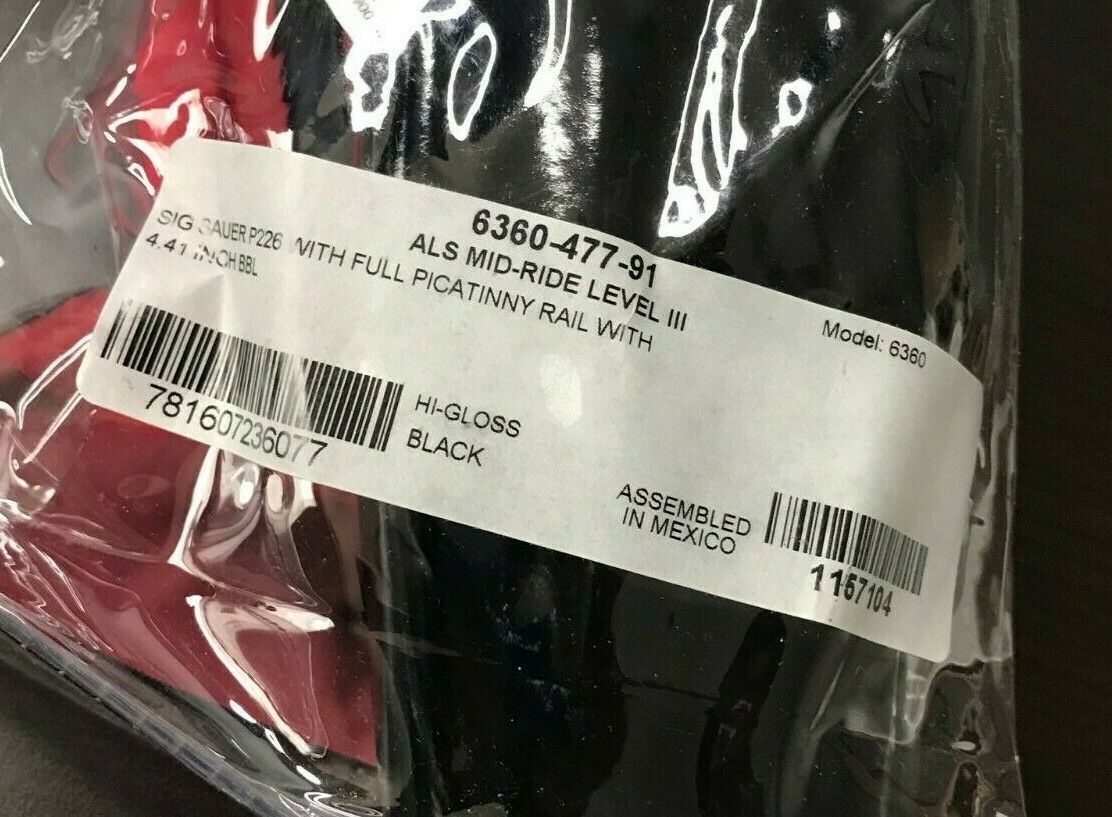 6360-477-91
ALS MID-RIDE LEVEL III
SIG SAUER P226 WITH FULL PICATINNY RAIL WITH
4.41 INCH BBL
Model: 6360
781607236077
HI-GLOSS
BLACK
ASSEMBLED
IN MEXICO
1157104